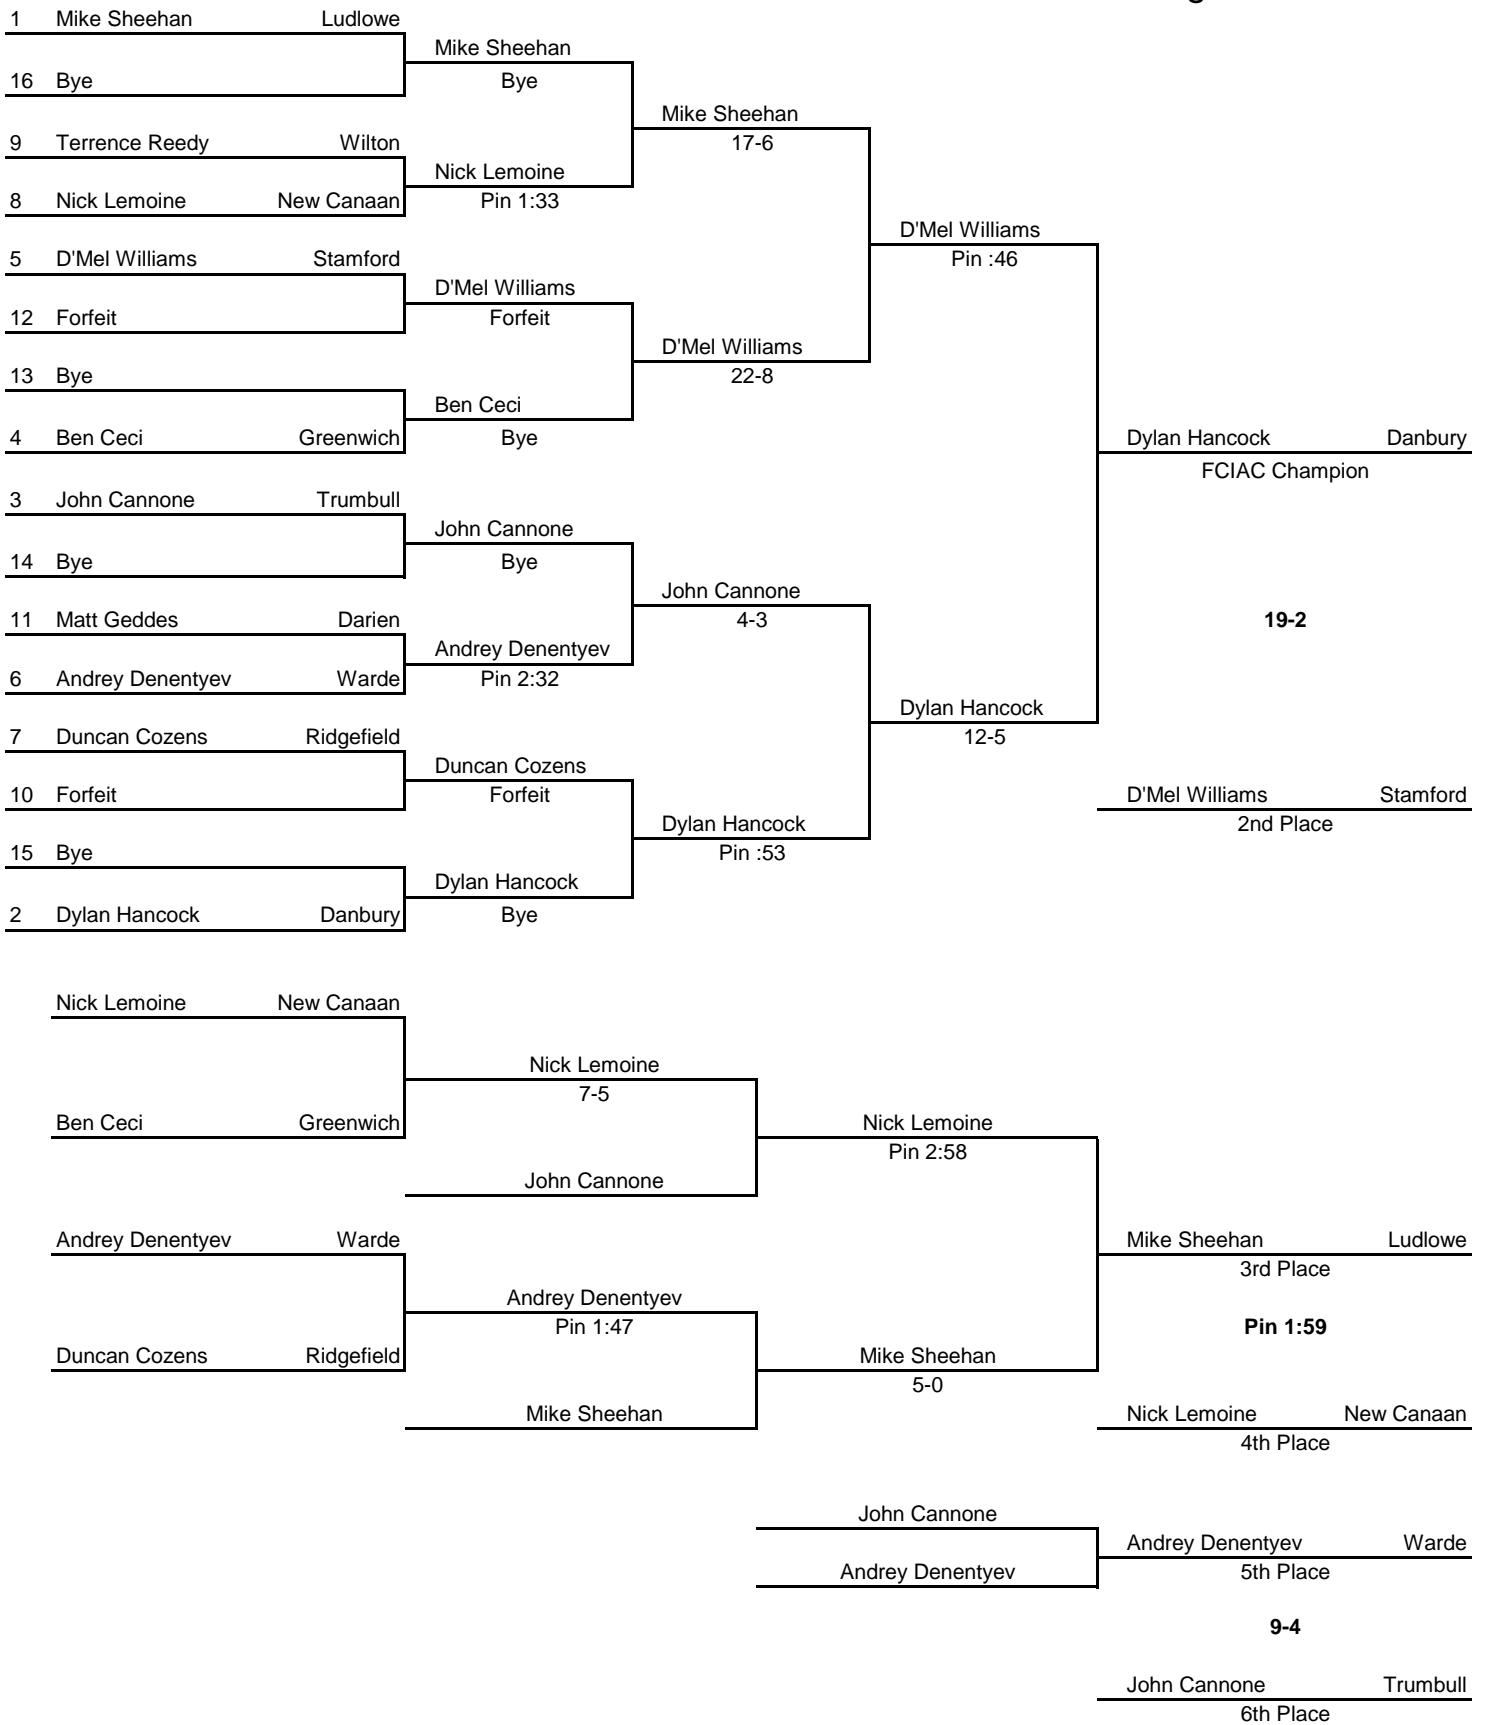 1 Mike Sheehan Ludlowe
Mike Sheehan
16 Bye
Bye
Mike Sheehan
9 Terrence Reedy Wilton
17-6
Nick Lemoine
8 Nick Lemoine New Canaan
Pin 1:33
D'Mel Williams
5 D'Mel Williams Stamford
Pin :46
D'Mel Williams
12 Forfeit
Forfeit
D'Mel Williams
13 Bye
22-8
Ben Ceci
4 Ben Ceci Greenwich
Bye
Dylan Hancock Danbury
FCIAC Champion
3 John Cannone Trumbull
John Cannone
14 Bye
Bye
John Cannone
11 Matt Geddes Darien
4-3
19-2
Andrey Denentyev
6 Andrey Denentyev Warde
Pin 2:32
Dylan Hancock
7 Duncan Cozens Ridgefield
12-5
Duncan Cozens
10 Forfeit
Forfeit
D'Mel Williams Stamford
2nd Place
Dylan Hancock
15 Bye
Pin :53
Dylan Hancock
2 Dylan Hancock Danbury
Bye
Nick Lemoine New Canaan
Nick Lemoine
7-5
Ben Ceci Greenwich
Nick Lemoine
Pin 2:58
John Cannone
Andrey Denentyev Warde
Mike Sheehan Ludlowe
3rd Place
Andrey Denentyev
Pin 1:47
Pin 1:59
Duncan Cozens Ridgefield
Mike Sheehan
5-0
Mike Sheehan
Nick Lemoine New Canaan
4th Place
John Cannone
Andrey Denentyev Warde
5th Place
Andrey Denentyev
9-4
John Cannone Trumbull
6th Place